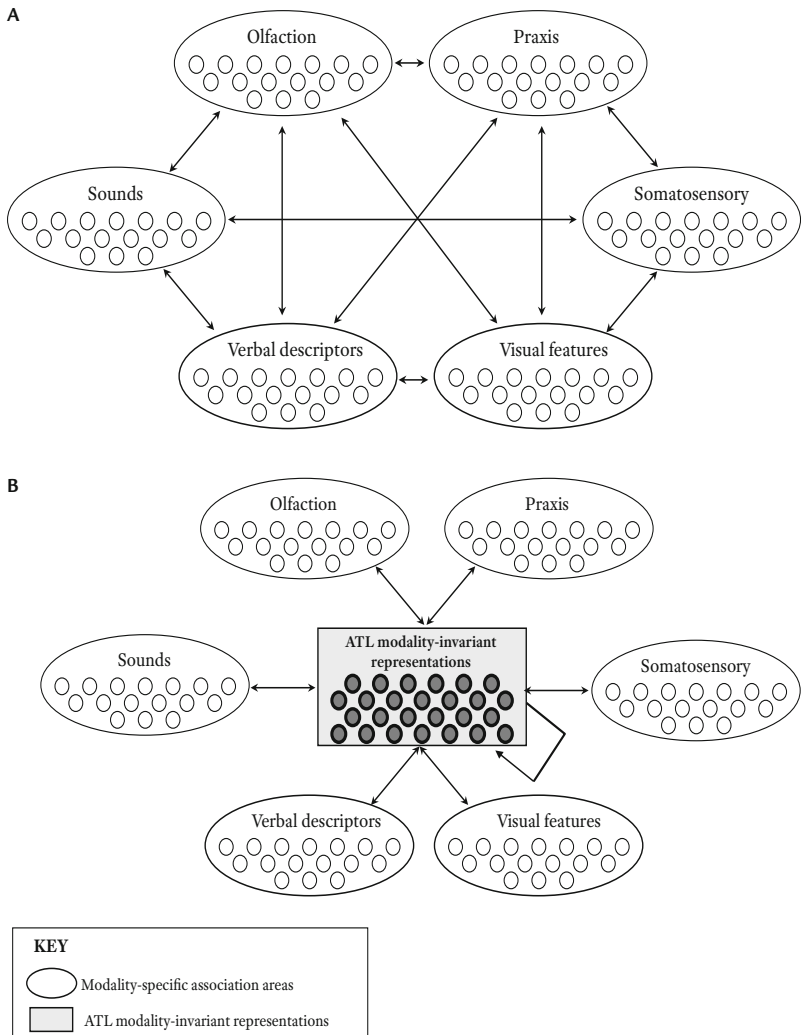 A
Olfaction
Praxis
Sounds
Somatosensory
Verbal descriptors
Visual features
B
Olfaction
Praxis
ATL modality-invariant
representations
Sounds
Somatosensory
Verbal descriptors
Visual features
KEY
Modality-specific association areas
ATL modality-invariant representations